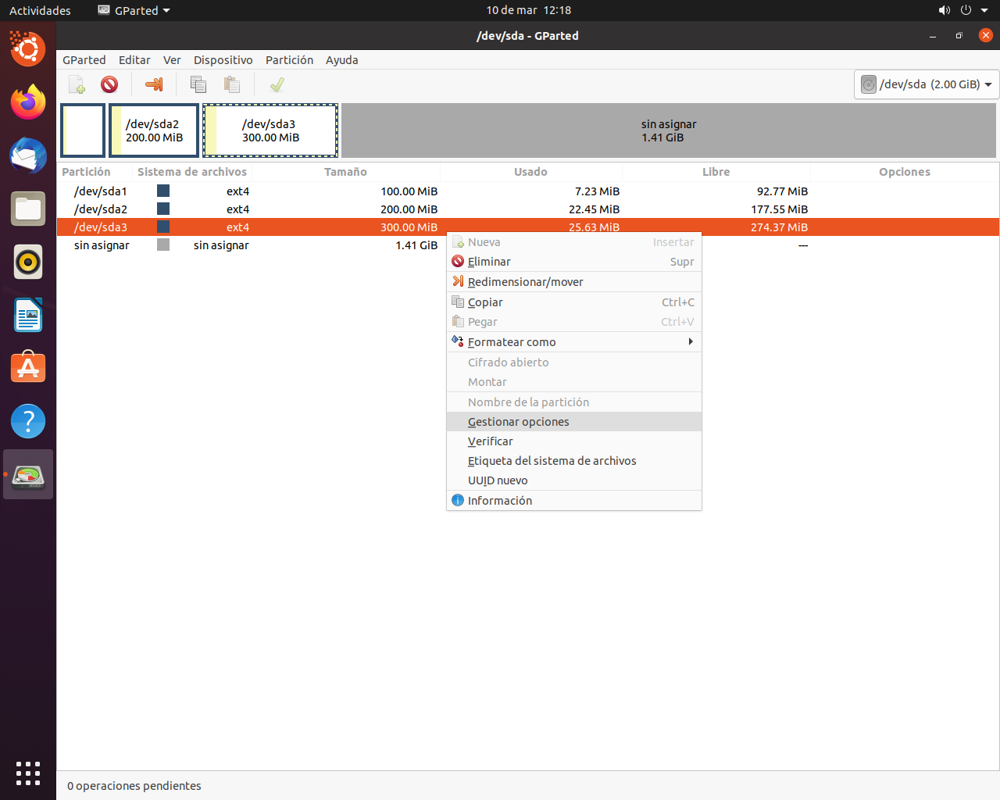 Actividades GParted 10 de mar 12:18
/dev/sda - GParted
GParted Editar Ver Dispositivo Partición Ayuda
/dev/sda (2.00 GiB)
/dev/sda2
200.00 MiB
/dev/sda3
300.00 MiB
sin asignar
1.41 GiB
Partición Sistema de archivos Tamaño Usado Libre Opciones
/dev/sda1 ext4 100.00 MiB 7.23 MiB 92.77 MiB
/dev/sda2 ext4 200.00 MiB 22.45 MiB 177.55 MiB
/dev/sda3 ext4 300.00 MiB 25.63 MiB 274.37 MiB
sin asignar sin asignar 1.41 GiB ---
Nueva Insertar
Eliminar Supr
Redimensionar/mover
Copiar Ctrl+C
Pegar Ctrl+V
Formatear como
Cifrado abierto
Montar
Nombre de la partición
Gestionar opciones
Verificar
Etiqueta del sistema de archivos
UUID nuevo
Información
0 operaciones pendientes